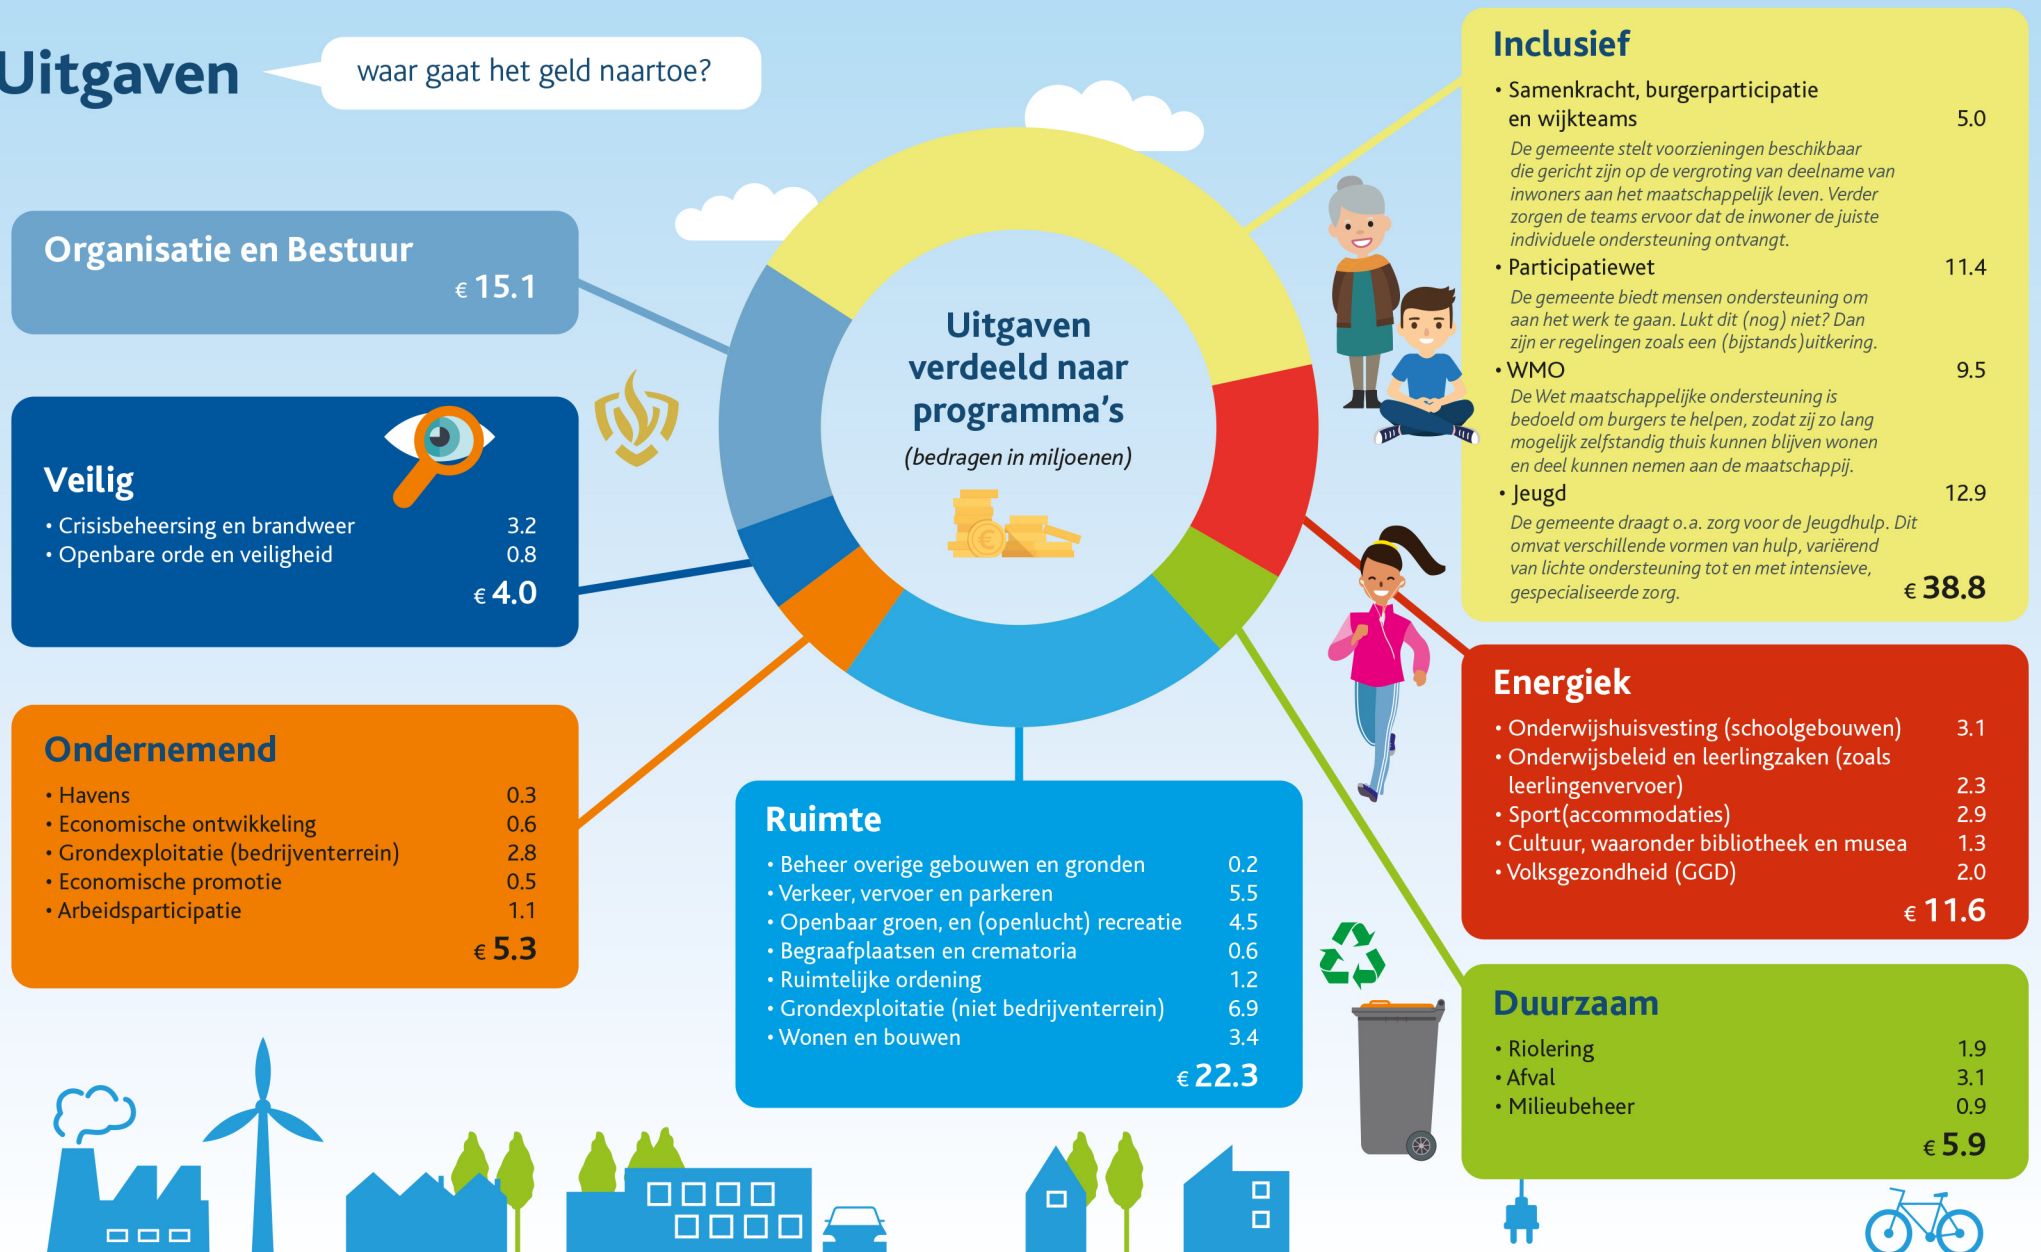 Uitgaven
waar gaat het geld naartoe?
Organisatie en Bestuur
€ 15.1
Veilig
• Crisisbeheersing en brandweer 3.2
• Openbare orde en veiligheid 0.8
€ 4.0
Ondernemend
• Havens 0.3
• Economische ontwikkeling 0.6
• Grondexploitatie (bedrijventerrein) 2.8
• Economische promotie 0.5
• Arbeidsparticipatie 1.1
€ 5.3
Uitgaven
verdeeld naar
programma's
(bedragen in miljoenen)
€
Ruimte
• Beheer overige gebouwen en gronden 0.2
• Verkeer, vervoer en parkeren 5.5
• Openbaar groen, en (openlucht) recreatie 4.5
• Begraafplaatsen en crematoria 0.6
• Ruimtelijke ordening 1.2
• Grondexploitatie (niet bedrijventerrein) 6.9
• Wonen en bouwen 3.4
€ 22.3
Inclusief
• Samenkracht, burgerparticipatie
en wijkteams 5.0
De gemeente stelt voorzieningen beschikbaar
die gericht zijn op de vergroting van deelname van
inwoners aan het maatschappelijk leven. Verder
zorgen de teams ervoor dat de inwoner de juiste
individuele ondersteuning ontvangt.
• Participatiewet 11.4
De gemeente biedt mensen ondersteuning om
aan het werk te gaan. Lukt dit (nog) niet? Dan
zijn er regelingen zoals een (bijstands)uitkering.
• WMO 9.5
De Wet maatschappelijke ondersteuning is
bedoeld om burgers te helpen, zodat zij zo lang
mogelijk zelfstandig thuis kunnen blijven wonen
en deel kunnen nemen aan de maatschappij.
• Jeugd 12.9
De gemeente draagt o.a. zorg voor de Jeugdhulp. Dit
omvat verschillende vormen van hulp, variërend
van lichte ondersteuning tot en met intensieve,
gespecialiseerde zorg. € 38.8
Energiek
• Onderwijshuisvesting (schoolgebouwen) 3.1
• Onderwijsbeleid en leerlingzaken (zoals
leerlingenvervoer) 2.3
• Sport(accommodaties) 2.9
• Cultuur, waaronder bibliotheek en musea 1.3
• Volksgezondheid (GGD) 2.0
€ 11.6
Duurzaam
• Riolering 1.9
• Afval 3.1
• Milieubeheer 0.9
€ 5.9